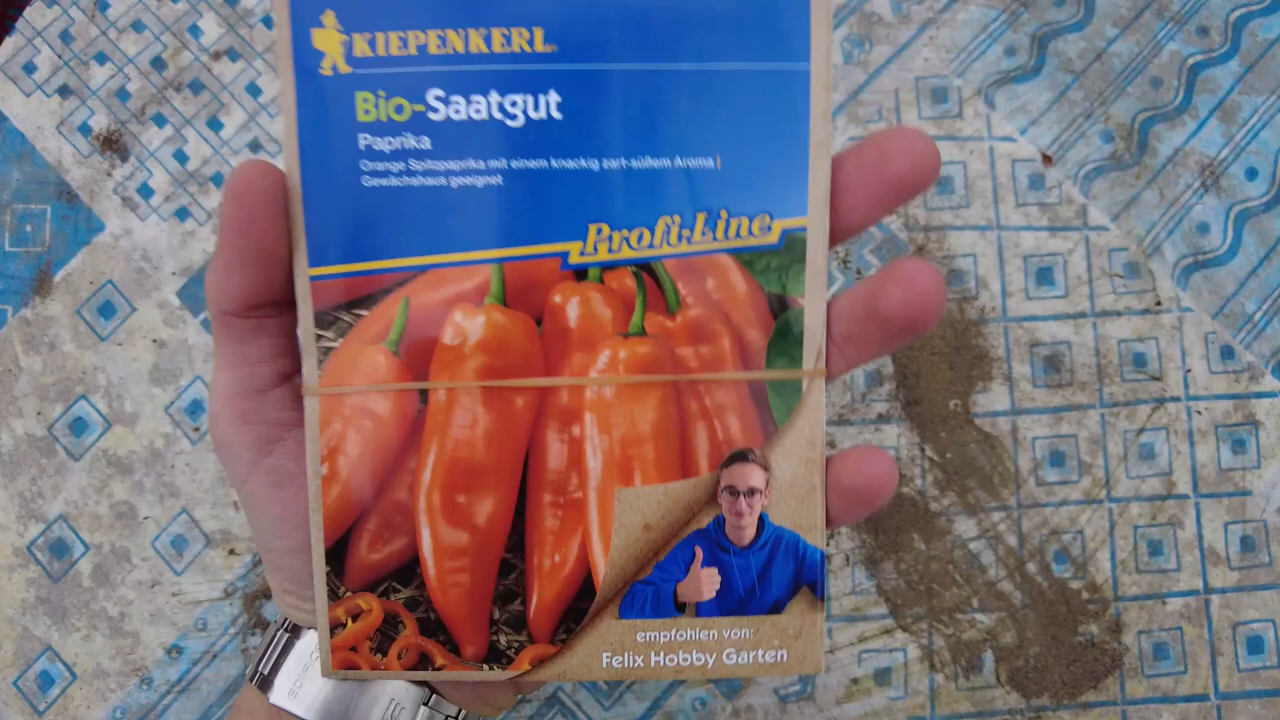 KIEPENKERL
Bio-Saatgut
Paprika
Orange Spitzpaprika mit einem knackig zart-süßem Aroma |
Gewächshaus geeignet
Profi-Line
empfohlen von:
Felix Hobby Garten